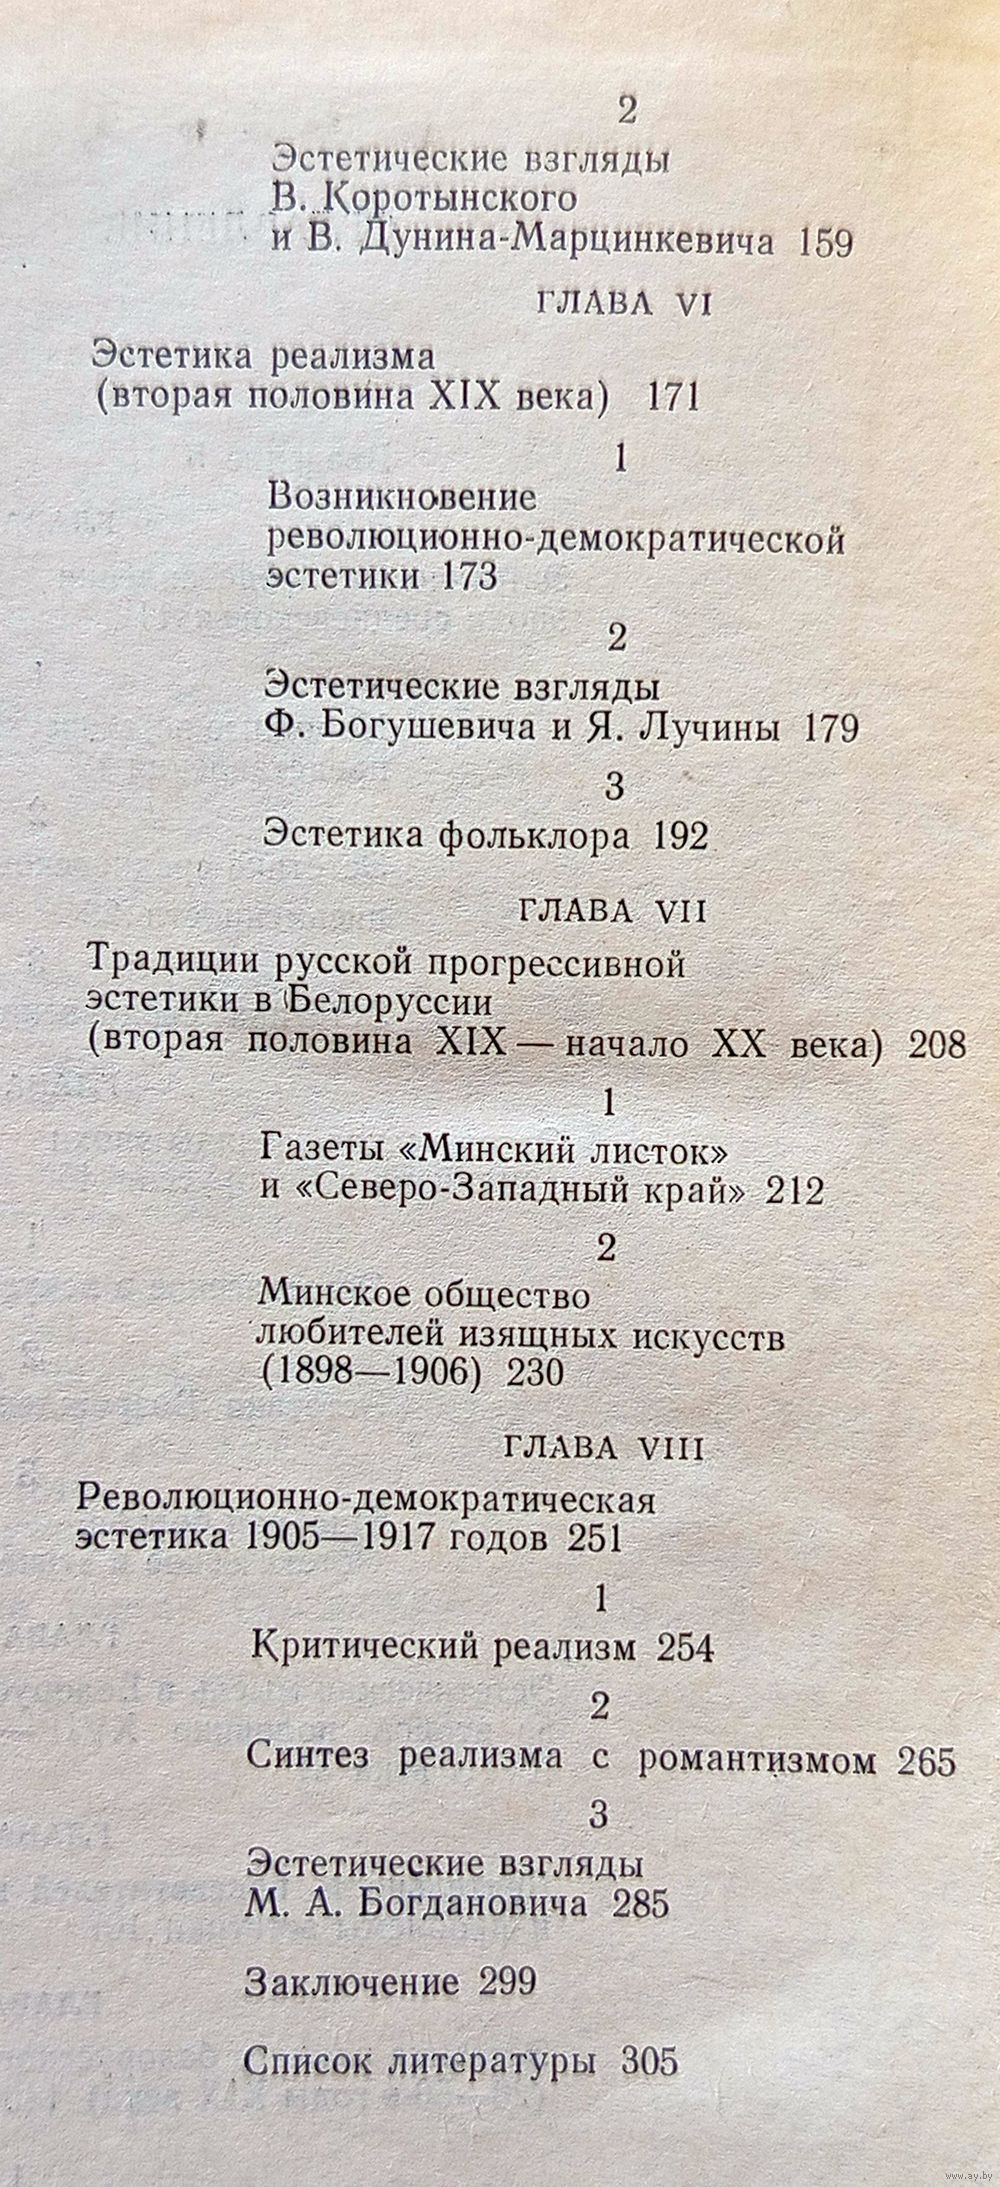 2
Эстетические взгляды
В. Коротынского
и В. Дунина-Марцинкевича 159
ГЛАВА VI
Эстетика реализма
(вторая половина XIX века) 171
1
Возникновение
революционно-демократической
эстетики 173
2
Эстетические взгляды
Ф. Богушевича и Я. Лучины 179
3
Эстетика фольклора 192
ГЛАВА VII
Традиции русской прогрессивной
эстетики в Белоруссии
(вторая половина XIX — начало XX века) 208
1
Газеты «Минский листок»
и «Северо-Западный край» 212
2
Минское общество
любителей изящных искусств
(1898—1906) 230
ГЛАВА VIII
Революционно-демократическая
эстетика 1905—1917 годов 251
1
Критический реализм 254
2
Синтез реализма с романтизмом 265
3
Эстетические взгляды
М. А. Богдановича 285
Заключение 299
Список литературы 305
www.ay.by